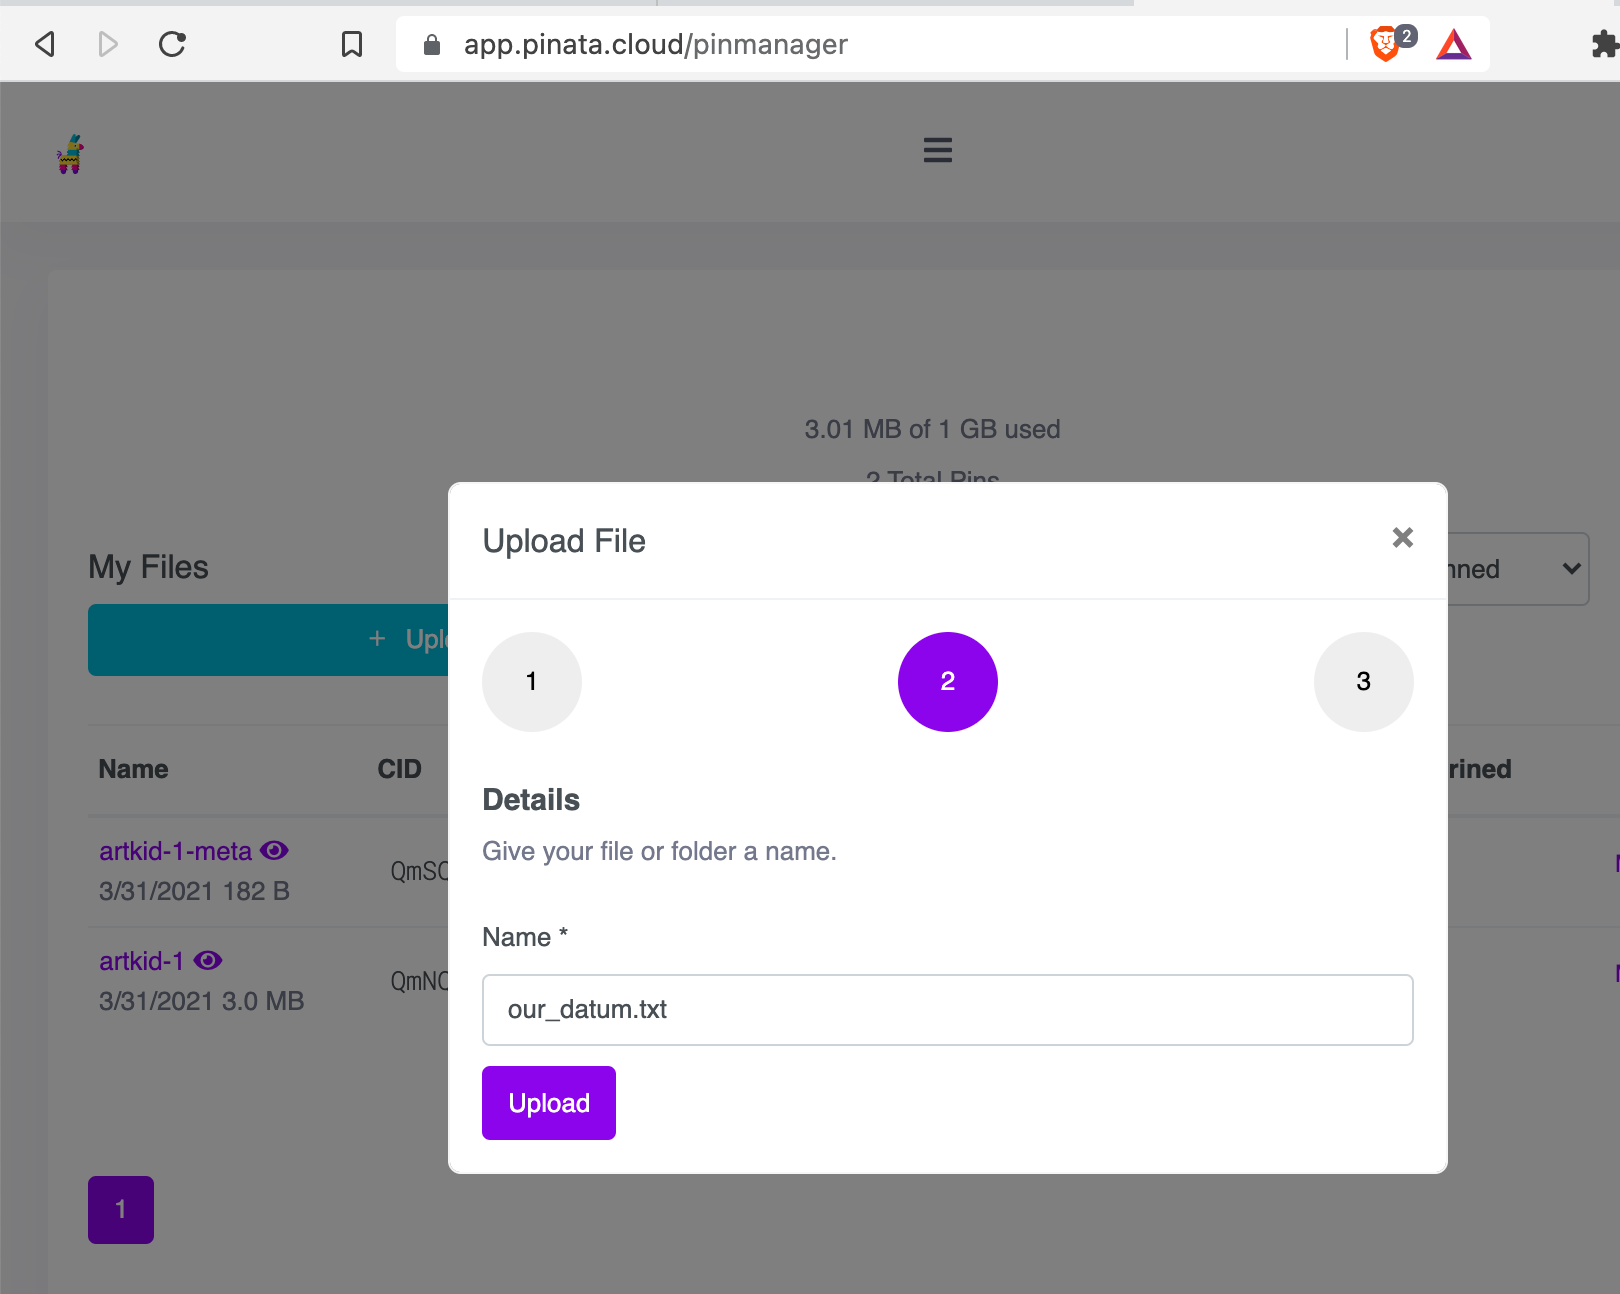 app.pinata.cloud/pinmanager
2
3.01 MB of 1 GB used
2 Total Pins
Upload File
My Files
+ Uplo
nned
1
2
3
Name
CID
rined
Details
Give your file or folder a name.
artkid-1-meta
3/31/2021 182 B
QmSC
Name *
artkid-1
3/31/2021 3.0 MB
QmNC
our_datum.txt
Upload
1